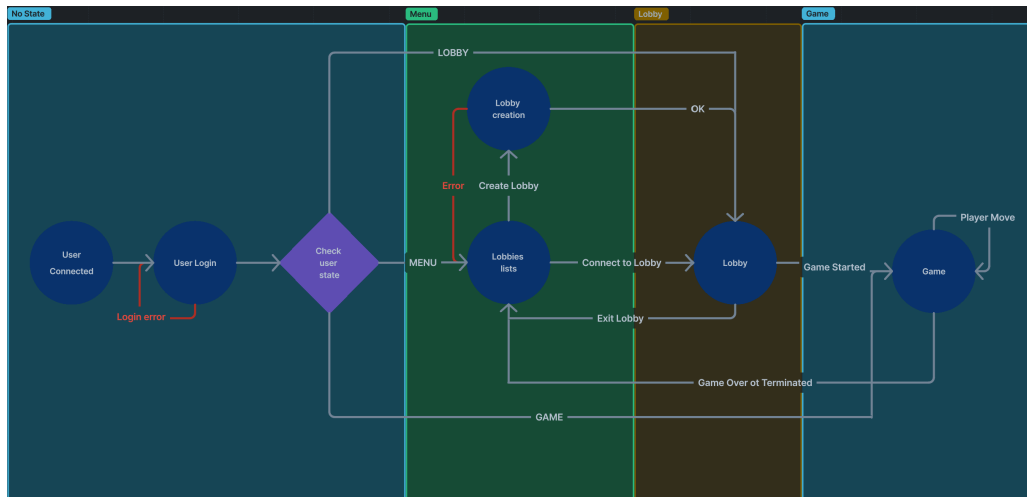 No State
Menu
Lobby
Game
LOBBY
Lobby
creation
OK
Error
Create Lobby
User
Connected
User Login
Check
user
state
MENU
Lobbies
lists
Connect to Lobby
Lobby
Game Started
Game
Player Move
Login error
Exit Lobby
Game Over ot Terminated
GAME